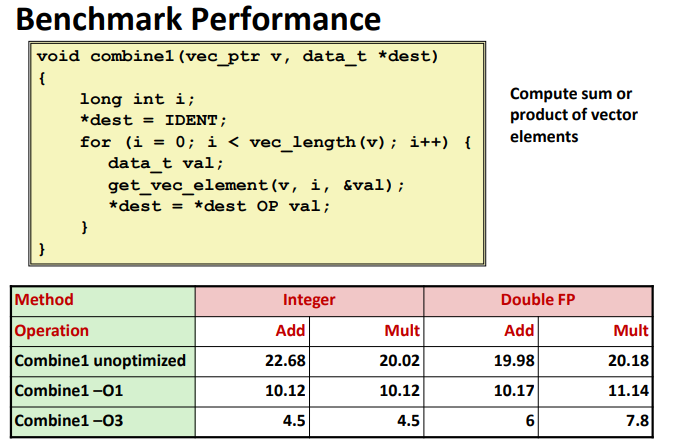 Benchmark Performance
void combine1(vec_ptr v, data_t *dest)
{
    long int i;
    *dest = IDENT;
    for (i = 0; i < vec_length(v); i++) {
        data_t val;
        get_vec_element(v, i, &val);
        *dest = *dest OP val;
    }
}
Compute sum or
product of vector
elements
Method Integer Double FP
Operation Add Mult Add Mult
Combine1 unoptimized 22.68 20.02 19.98 20.18
Combine1 –O1 10.12 10.12 10.17 11.14
Combine1 –O3 4.5 4.5 6 7.8